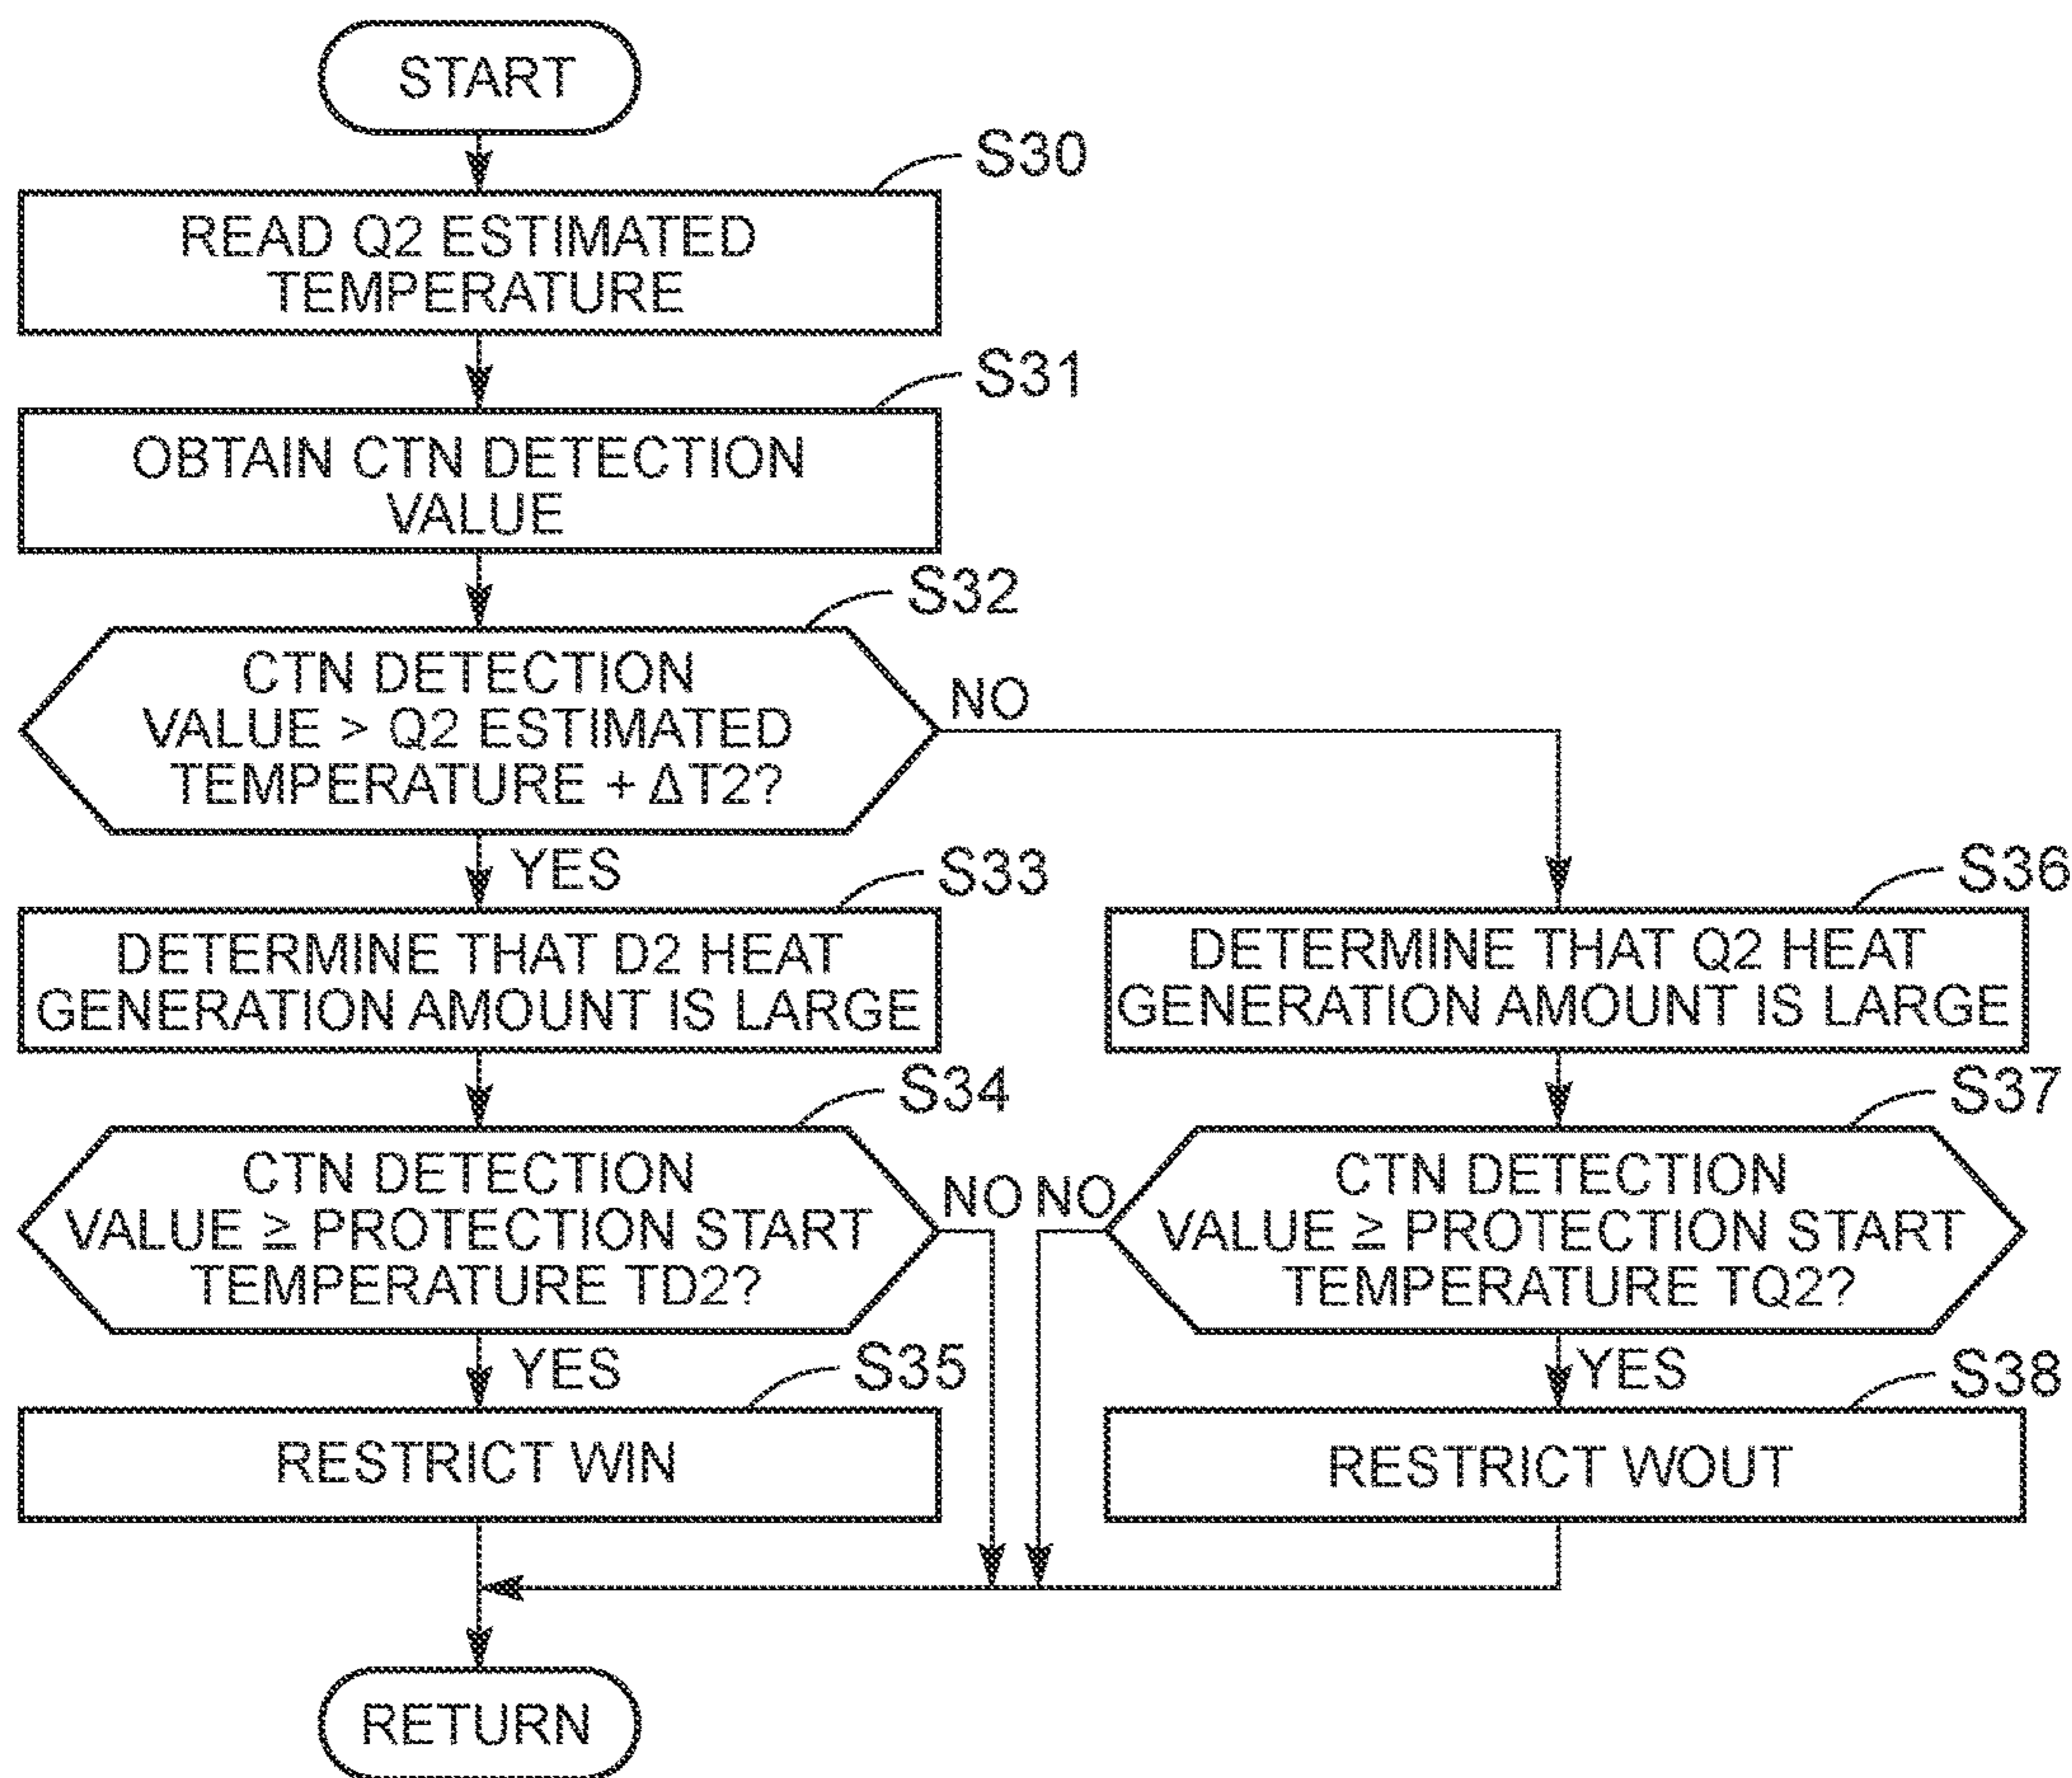 START
S30
READ Q2 ESTIMATED
TEMPERATURE
S31
OBTAIN CTN DETECTION
VALUE
S32
CTN DETECTION
VALUE > Q2 ESTIMATED
TEMPERATURE + ΔT2?
NO
YES
S33
DETERMINE THAT D2 HEAT
GENERATION AMOUNT IS LARGE
S36
DETERMINE THAT Q2 HEAT
GENERATION AMOUNT IS LARGE
S34
CTN DETECTION
VALUE ≥ PROTECTION START
TEMPERATURE TD2?
NO
NO
S37
CTN DETECTION
VALUE ≥ PROTECTION START
TEMPERATURE TQ2?
YES
S35
RESTRICT WIN
YES
S38
RESTRICT WOUT
RETURN